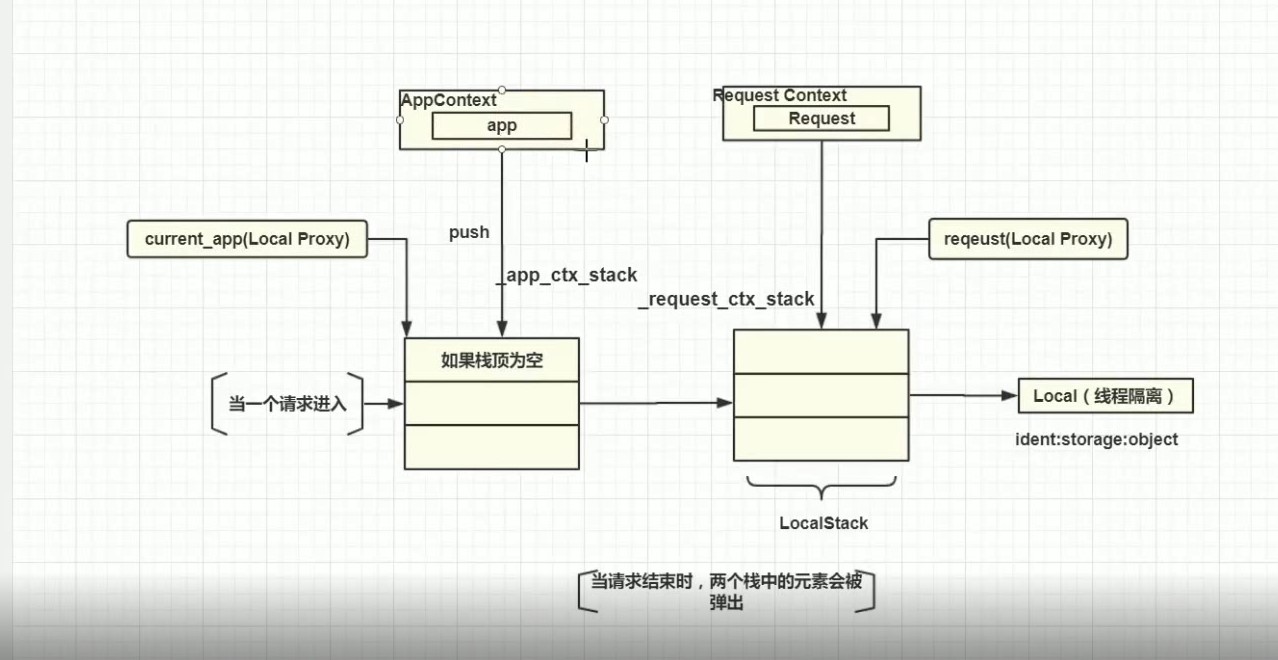 AppContext
app
Request Context
Request
current_app(Local Proxy)
push
_app_ctx_stack
_request_ctx_stack
reqeust(Local Proxy)
如果栈顶为空
当一个请求进入
Local（线程隔离）
ident:storage:object
LocalStack
当请求结束时，两个栈中的元素会被
弹出